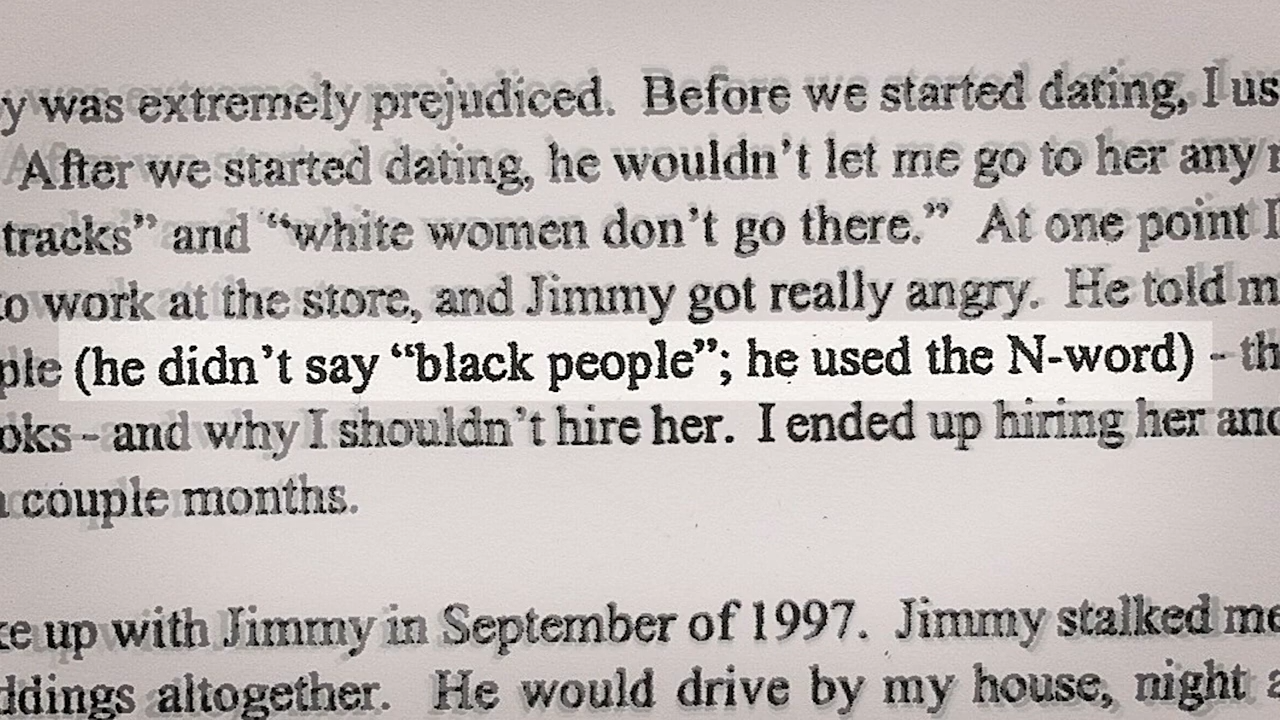 y was extremely prejudiced. Before we started dating, I us
After we started dating, he wouldn't let me go to her any
tracks" and "white women don't go there." At one point I
to work at the store, and Jimmy got really angry. He told m
ple (he didn't say "black people"; he used the N-word) - th
oks - and why I shouldn't hire her. I ended up hiring her and
a couple months.
ke up with Jimmy in September of 1997. Jimmy stalked me
ddings altogether. He would drive by my house, night a